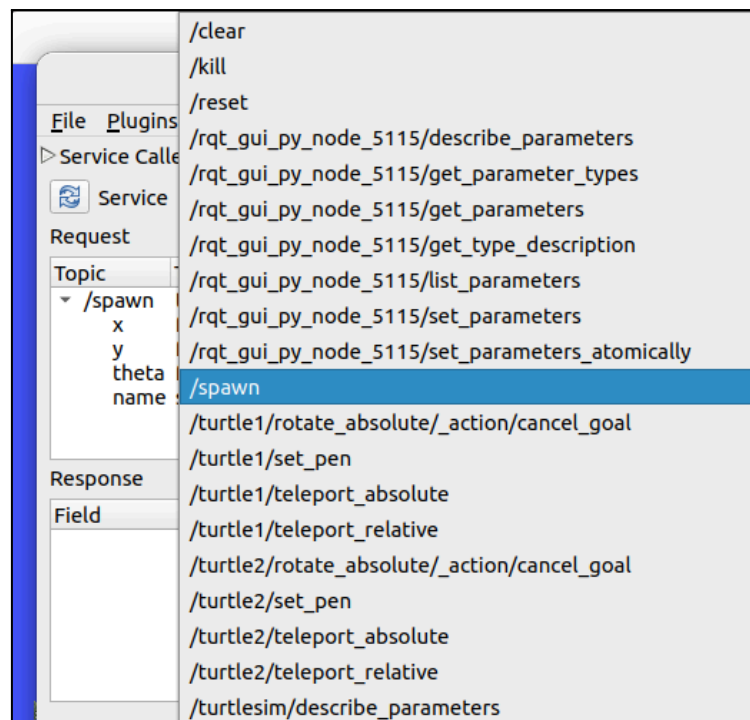 /clear
/kill
/reset
/rqt_gui_py_node_5115/describe_parameters
/rqt_gui_py_node_5115/get_parameter_types
/rqt_gui_py_node_5115/get_parameters
/rqt_gui_py_node_5115/get_type_description
/rqt_gui_py_node_5115/list_parameters
/rqt_gui_py_node_5115/set_parameters
/rqt_gui_py_node_5115/set_parameters_atomically
/spawn
/turtle1/rotate_absolute/_action/cancel_goal
/turtle1/set_pen
/turtle1/teleport_absolute
/turtle1/teleport_relative
/turtle2/rotate_absolute/_action/cancel_goal
/turtle2/set_pen
/turtle2/teleport_absolute
/turtle2/teleport_relative
/turtlesim/describe_parameters
File Plugins
Service Calle
Service
Request
Topic
/spawn
x
y
theta
name
Response
Field